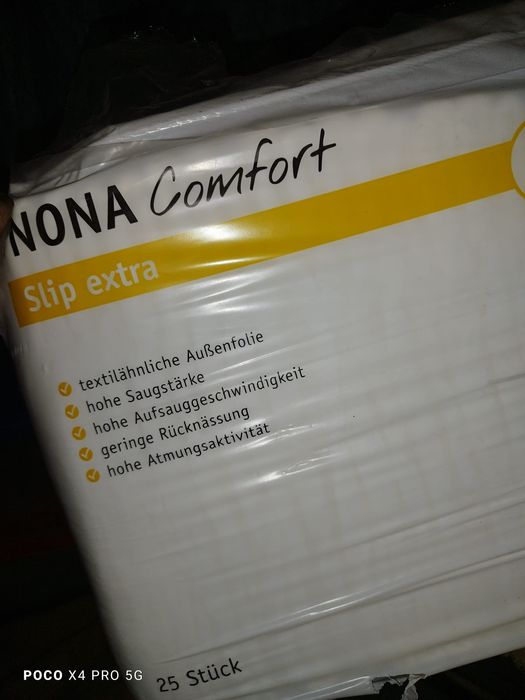 NONA Comfort
Slip extra
textilähnliche Außenfolie
hohe Saugstärke
hohe Aufsauggeschwindigkeit
geringe Rücknässung
hohe Atmungsaktivität
25 Stück
POCO X4 PRO 5G